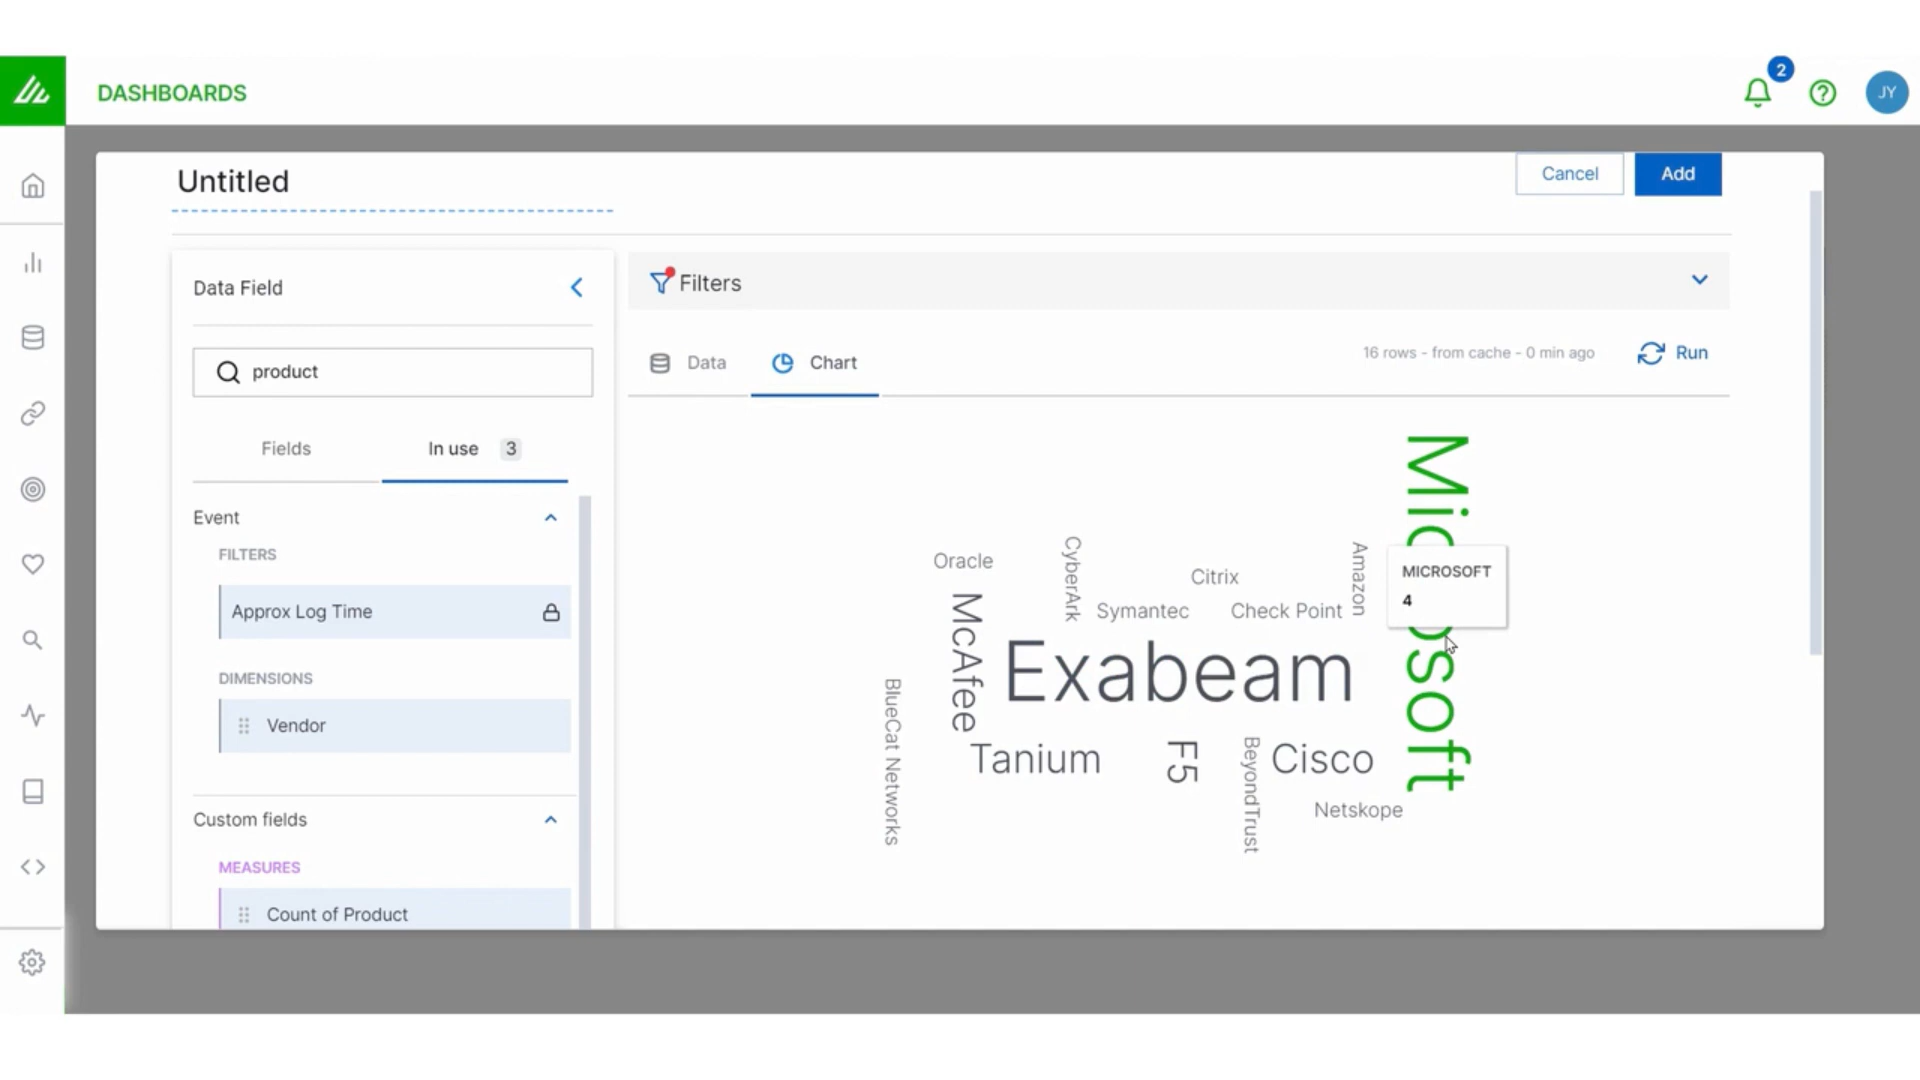 DASHBOARDS
2
JY
Untitled
Cancel
Add
Data Field
Filters
product
Data
Chart
16 rows - from cache - 0 min ago
Run
Fields
In use 3
Event
FILTERS
Approx Log Time
DIMENSIONS
Vendor
Custom fields
MEASURES
Count of Product
Microsoft
MICROSOFT
4
Oracle
CyberArk
Citrix
Amazon
Symantec
Check Point
McAfee
Exabeam
BlueCat Networks
Tanium
F5
BeyondTrust
Cisco
Netskope